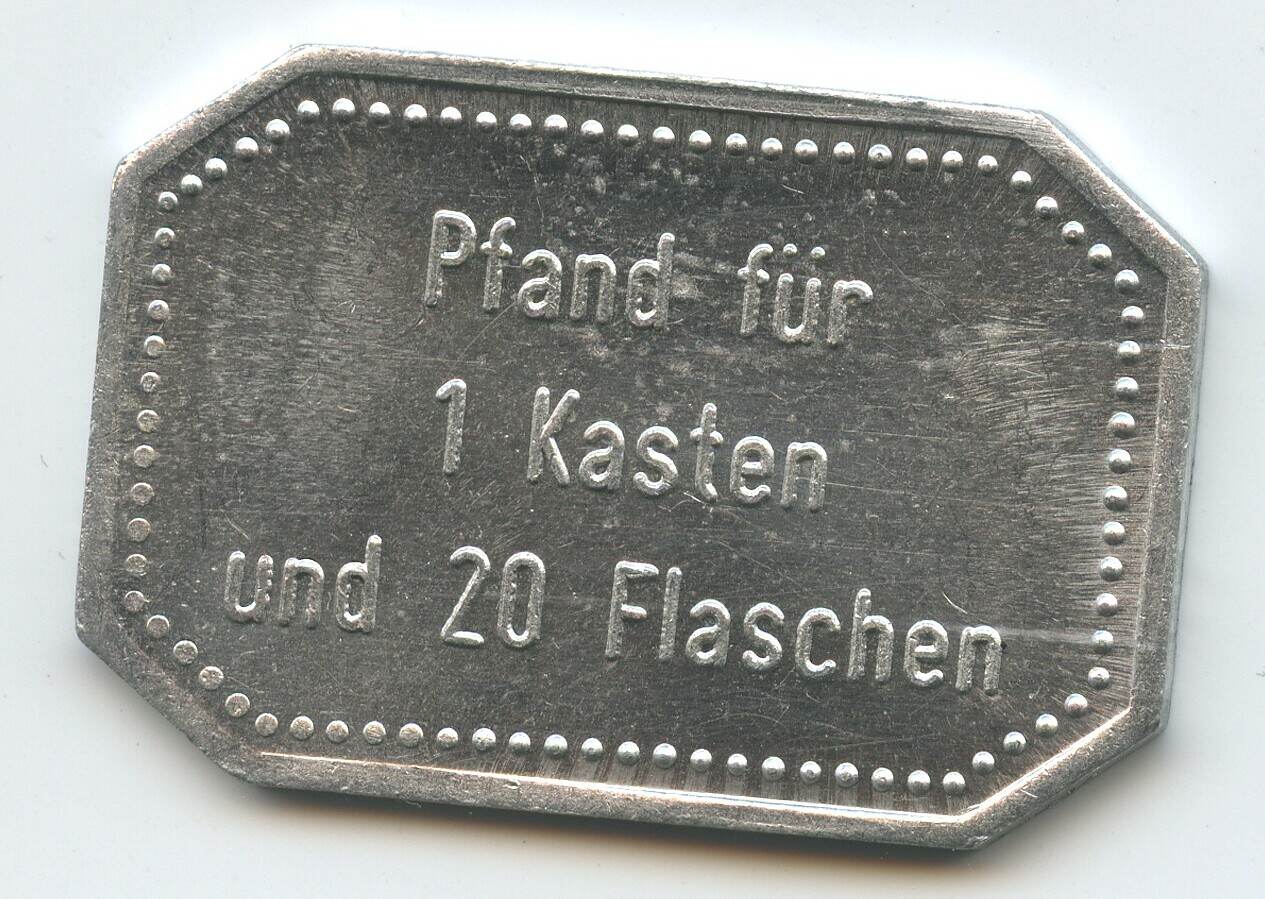 Pfand für
1 Kasten
und 20 Flaschen